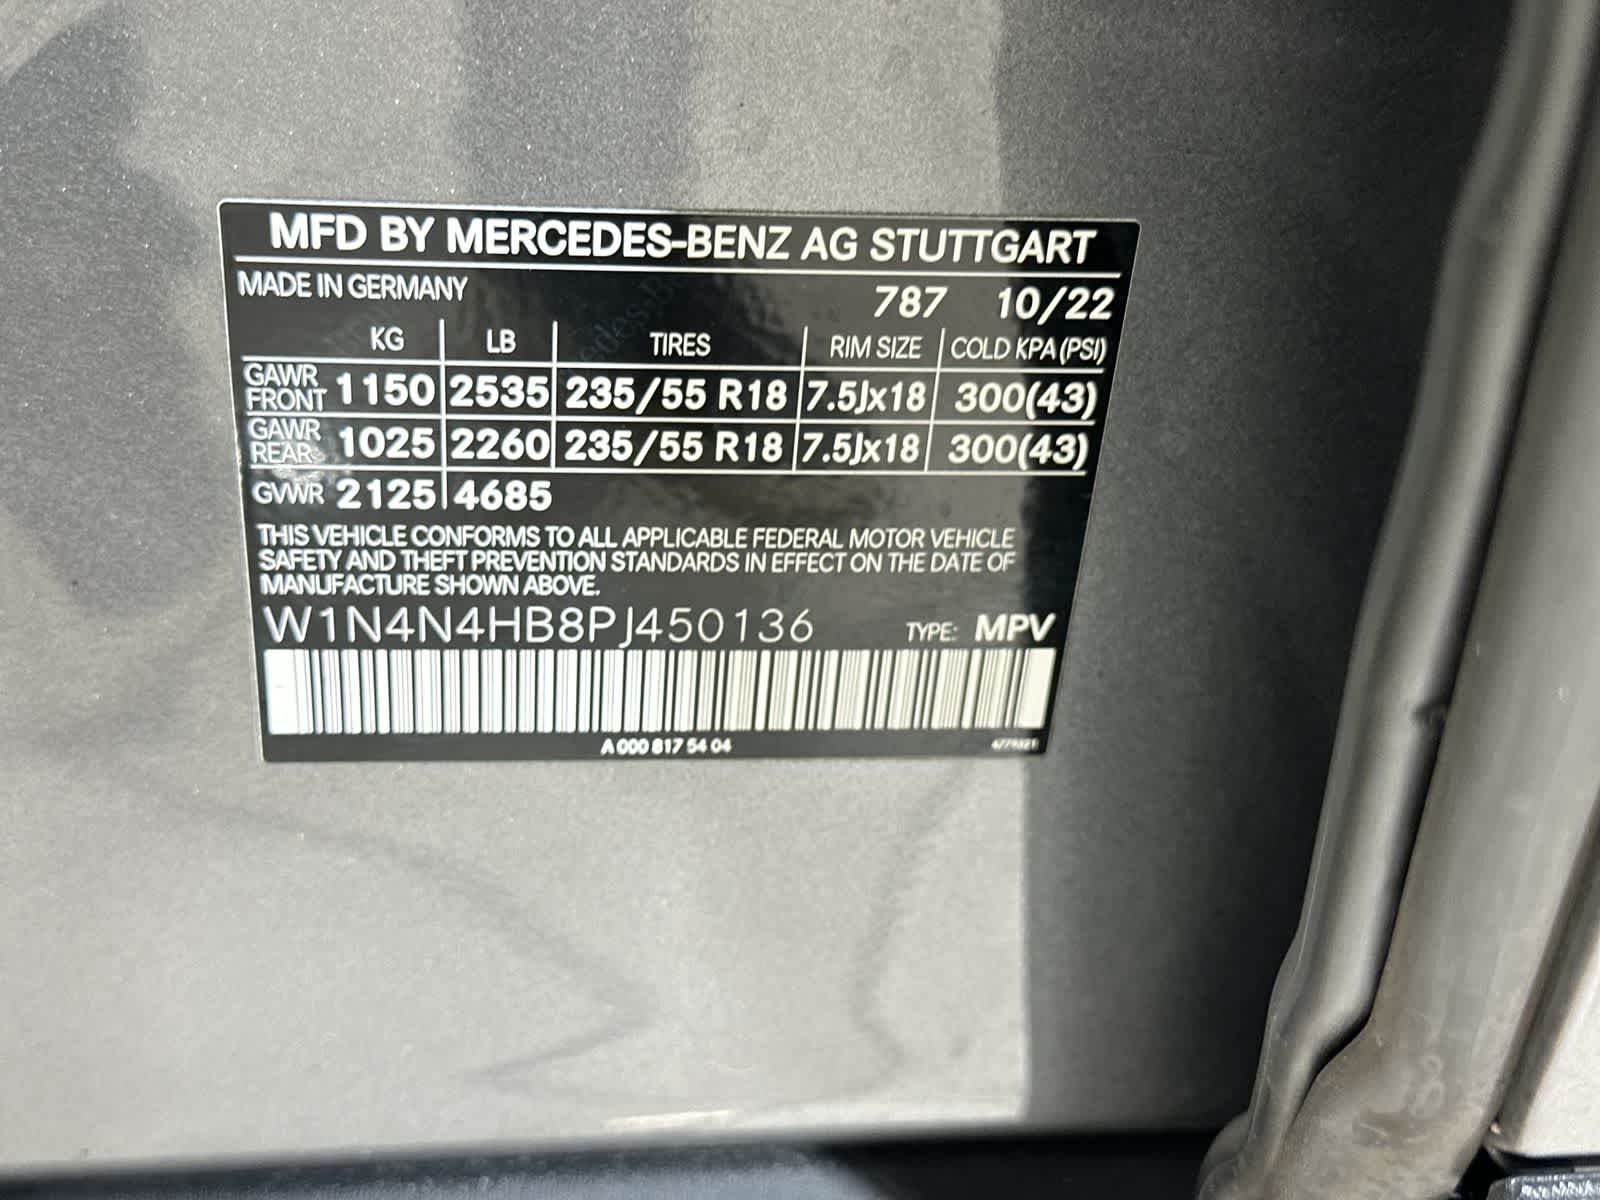 MFD BY MERCEDES-BENZ AG STUTTGART
MADE IN GERMANY
787 10/22
KG LB TIRES RIM SIZE COLD KPA (PSI)
GAWR FRONT 1150 2535 235/55 R18 7.5Jx18 300(43)
GAWR REAR 1025 2260 235/55 R18 7.5Jx18 300(43)
GVWR 2125 4685
THIS VEHICLE CONFORMS TO ALL APPLICABLE FEDERAL MOTOR VEHICLE
SAFETY AND THEFT PREVENTION STANDARDS IN EFFECT ON THE DATE OF
MANUFACTURE SHOWN ABOVE.
W1N4N4HB8PJ450136 TYPE: MPV
A 000 817 54 04